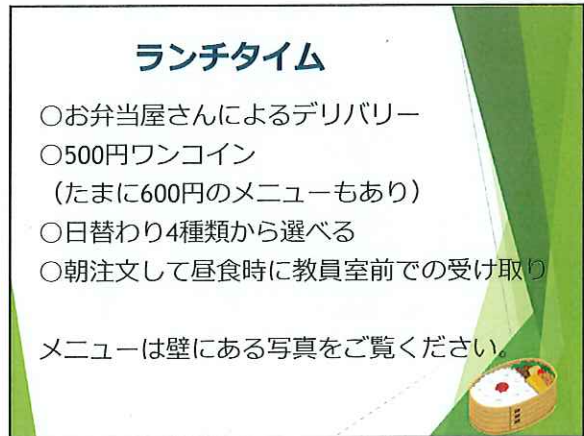 ランチタイム
○お弁当屋さんによるデリバリー
○500円ワンコイン
（たまに600円のメニューもあり）
○日替わり4種類から選べる
○朝注文して昼食時に教員室前での受け取り
メニューは壁にある写真をご覧ください。